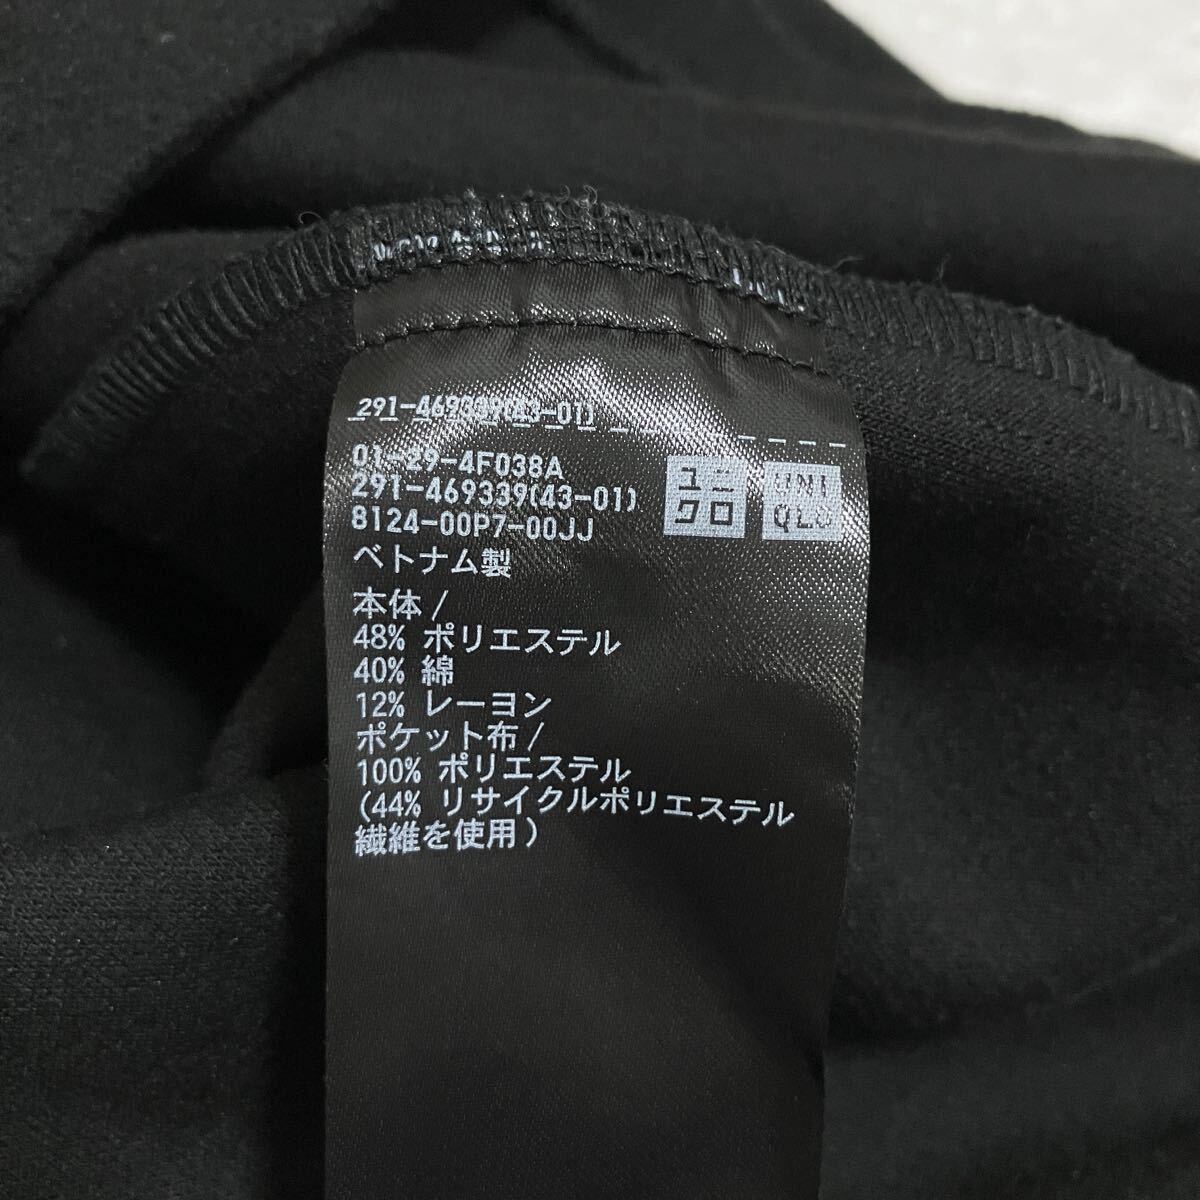 291-469339(43-01)
01-29-4F038A
291-469339(43-01)
8124-00P7-00JJ
ユニ
クロ
UNI
QLO
ベトナム製
本体/
48% ポリエステル
40% 綿
12% レーヨン
ポケット布/
100% ポリエステル
(44% リサイクルポリエステル
繊維を使用)